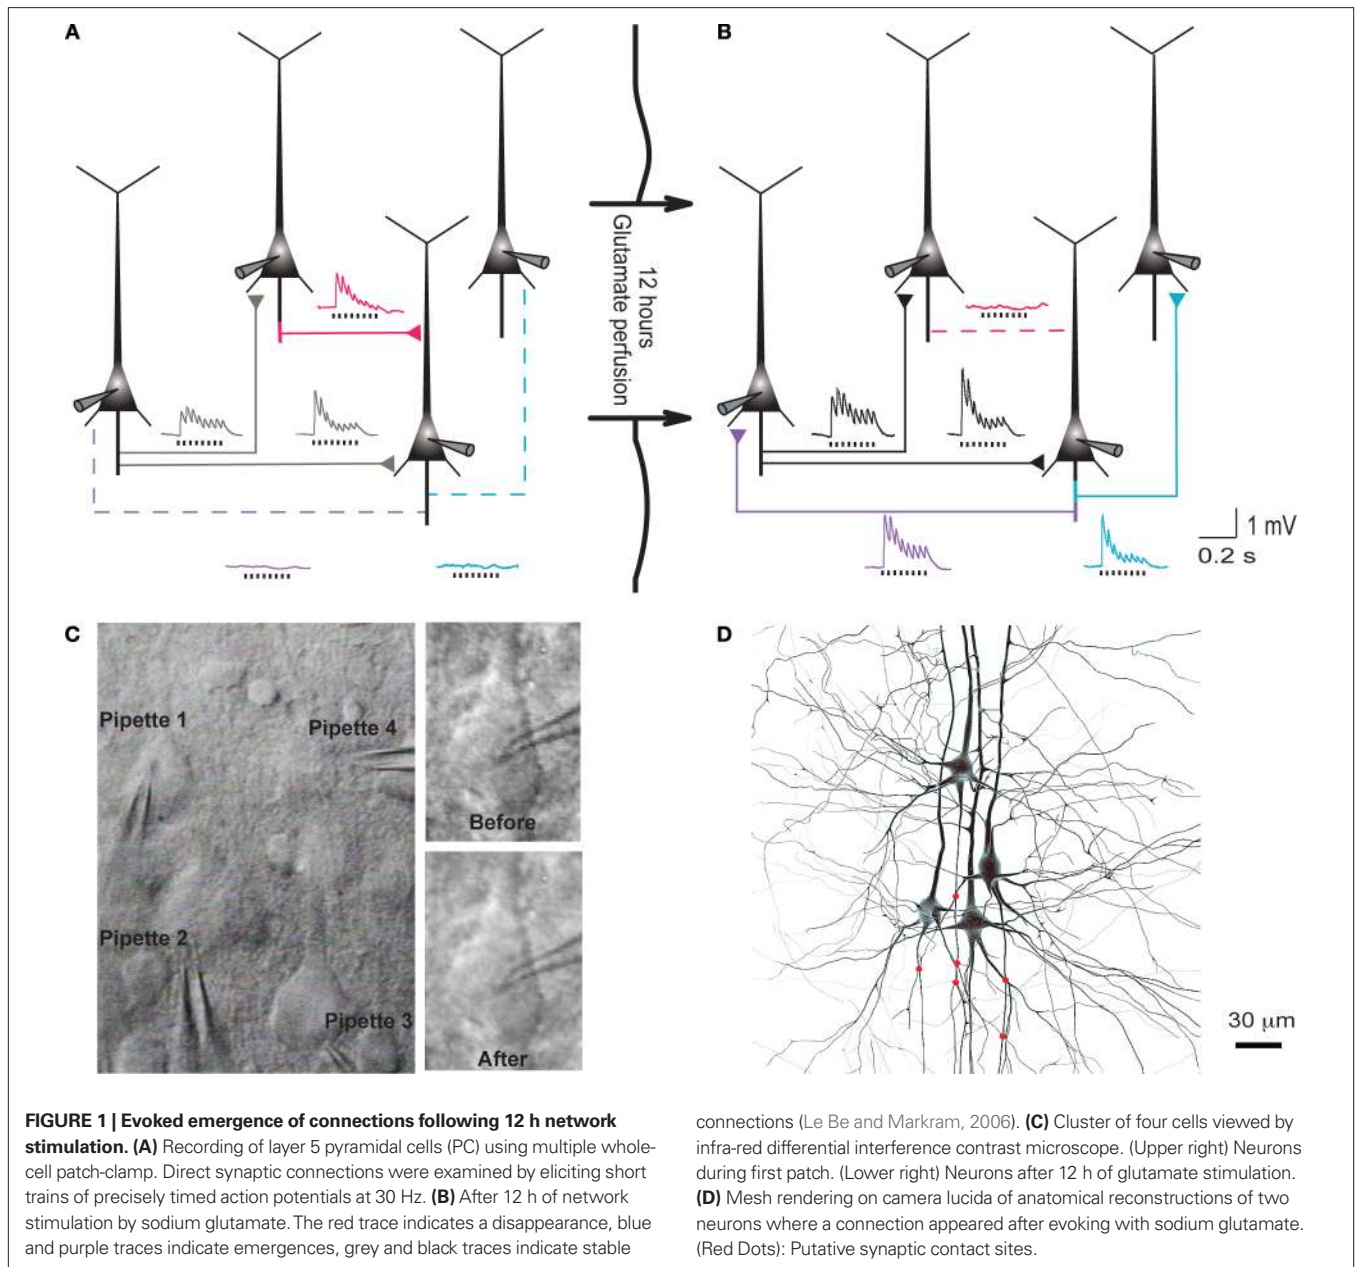 A
B
12 hours
Glutamate perfusion
1 mV
0.2 s
C
Pipette 1
Pipette 4
Pipette 2
Pipette 3
Before
After
D
30 μm
FIGURE 1 | Evoked emergence of connections following 12 h network
stimulation. (A) Recording of layer 5 pyramidal cells (PC) using multiple whole-
cell patch-clamp. Direct synaptic connections were examined by eliciting short
trains of precisely timed action potentials at 30 Hz. (B) After 12 h of network
stimulation by sodium glutamate. The red trace indicates a disappearance, blue
and purple traces indicate emergences, grey and black traces indicate stable
connections (Le Be and Markram, 2006). (C) Cluster of four cells viewed by
infra-red differential interference contrast microscope. (Upper right) Neurons
during first patch. (Lower right) Neurons after 12 h of glutamate stimulation.
(D) Mesh rendering on camera lucida of anatomical reconstructions of two
neurons where a connection appeared after evoking with sodium glutamate.
(Red Dots): Putative synaptic contact sites.